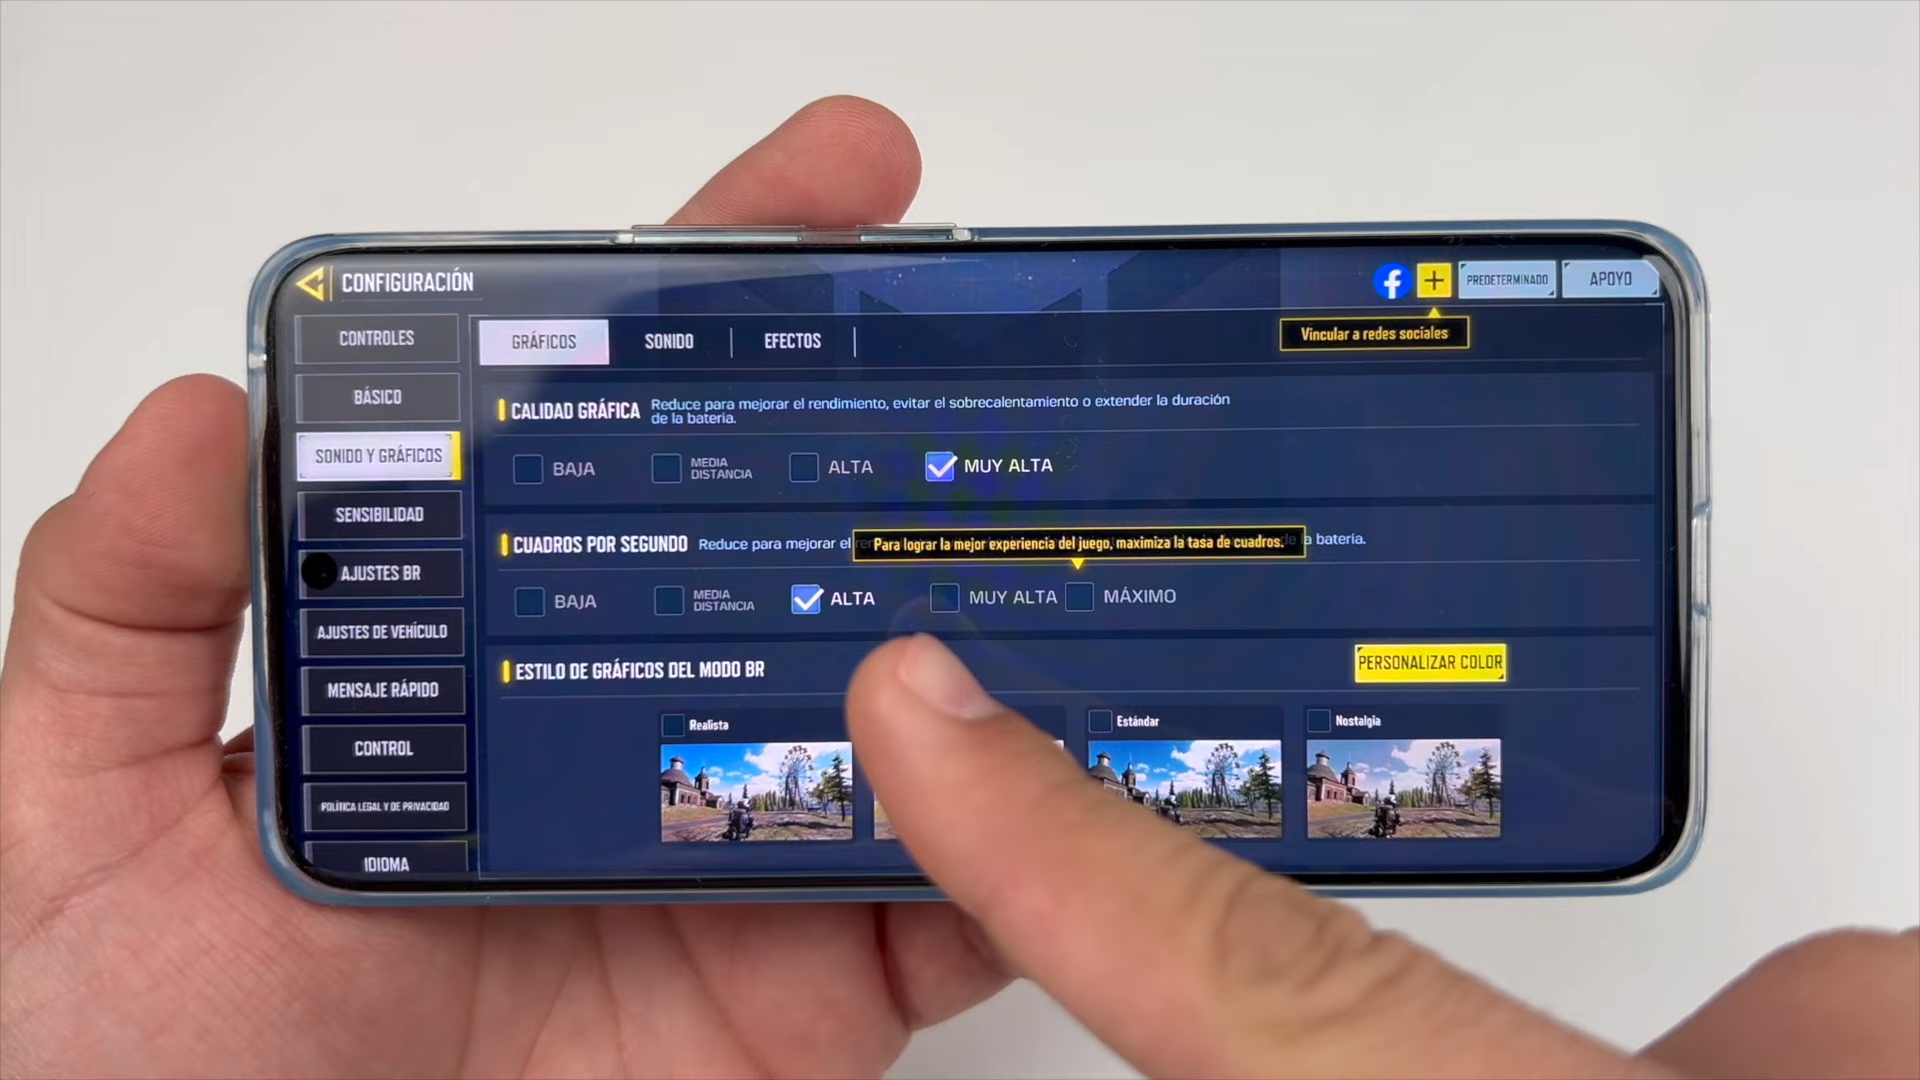 CONFIGURACIÓN
PREDETERMINADO
APOYO
Vincular a redes sociales
CONTROLES
BÁSICO
SONIDO Y GRÁFICOS
SENSIBILIDAD
AJUSTES BR
AJUSTES DE VEHÍCULO
MENSAJE RÁPIDO
CONTROL
POLÍTICA LEGAL Y DE PRIVACIDAD
IDIOMA
GRÁFICOS
SONIDO
EFECTOS
CALIDAD GRÁFICA
Reduce para mejorar el rendimiento, evitar el sobrecalentamiento o extender la duración
de la batería.
BAJA
MEDIA
DISTANCIA
ALTA
MUY ALTA
CUADROS POR SEGUNDO
Reduce para mejorar el
la batería.
Para lograr la mejor experiencia del juego, maximiza la tasa de cuadros.
BAJA
MEDIA
DISTANCIA
ALTA
MUY ALTA
MÁXIMO
ESTILO DE GRÁFICOS DEL MODO BR
PERSONALIZAR COLOR
Realista
Estándar
Nostalgia